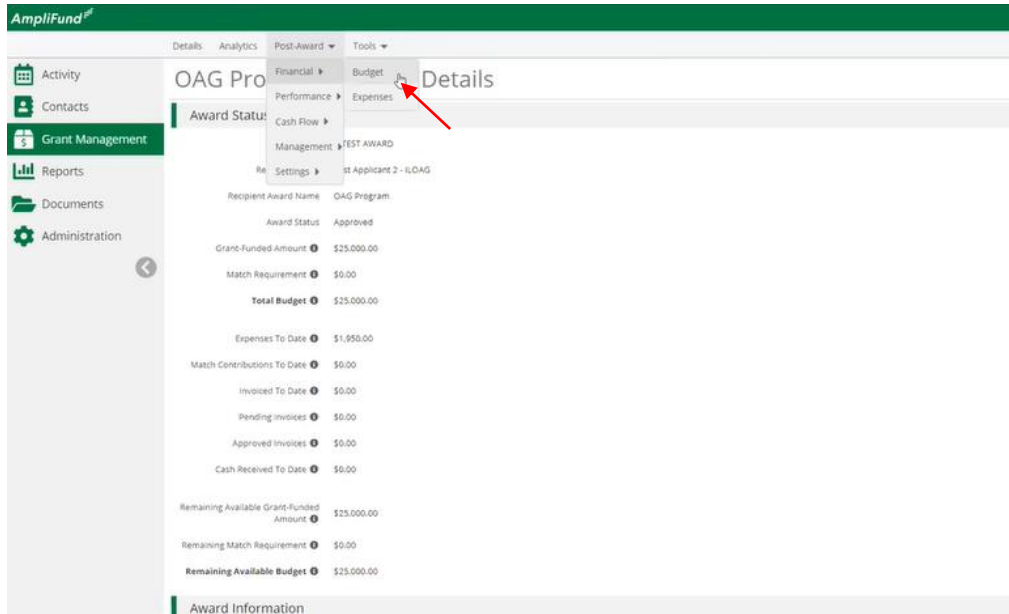 AmpliFund
Details Analytics Post-Award Tools
Activity
Contacts
Grant Management
Reports
Documents
Administration
Financial
Performance
Cash Flow
Management
Settings
Budget
Expenses
OAG Pro Details
Award Status
TEST AWARD
Re st Applicant 2 - ILOAG
Recipient Award Name OAG Program
Award Status Approved
Grant-Funded Amount $25,000.00
Match Requirement $0.00
Total Budget $25,000.00
Expenses To Date $1,950.00
Match Contributions To Date $0.00
Invoiced To Date $0.00
Pending Invoices $0.00
Approved Invoices $0.00
Cash Received To Date $0.00
Remaining Available Grant-Funded
Amount $25,000.00
Remaining Match Requirement $0.00
Remaining Available Budget $25,000.00
Award Information